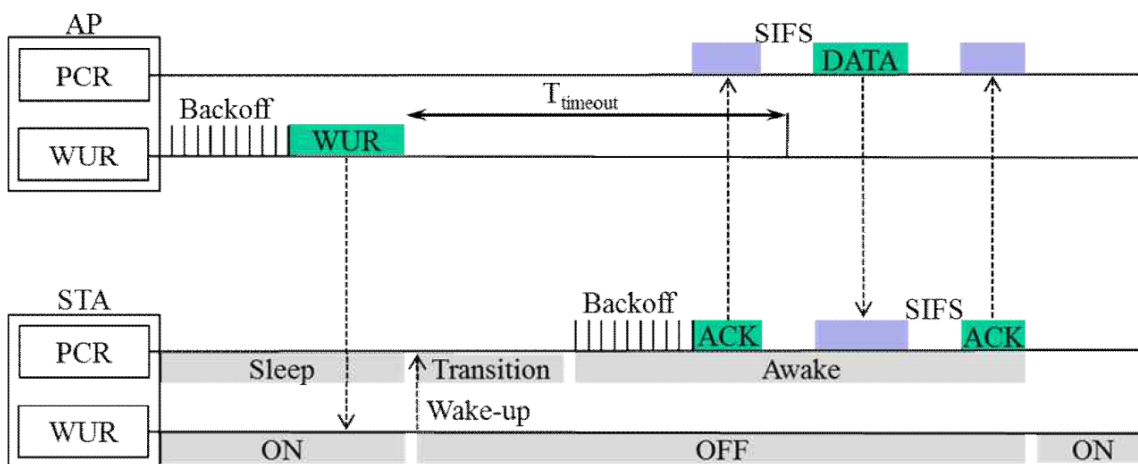 AP
SIFS
PCR
DATA
Backoff
T timeout
WUR
WUR
STA
Backoff
SIFS
PCR
ACK
ACK
Sleep
Transition
Awake
WUR
Wake-up
ON
OFF
ON